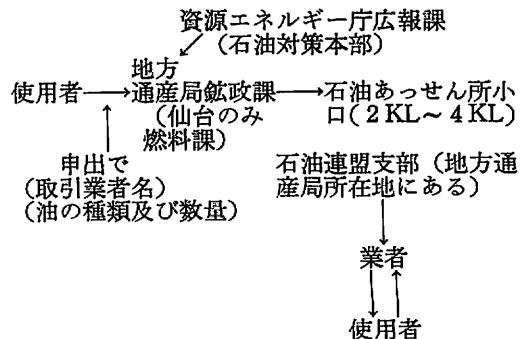 資源エネルギー庁広報課
(石油対策本部)
地方
使用者→通産局鉱政課→石油あっせん所小
(仙台のみ 口(2KL～4KL)
燃料課)
申出で
(取引業者名)
(油の種類及び数量)
石油連盟支部(地方通
産局所在地にある)
業者
使用者